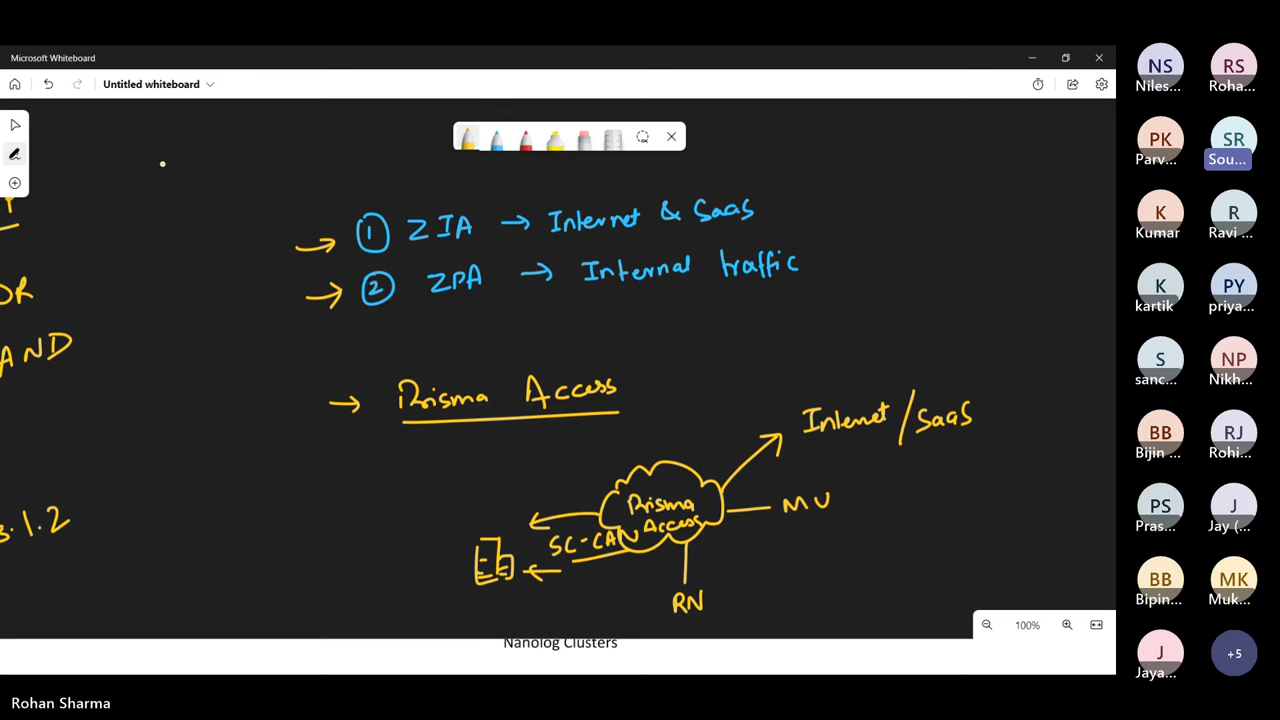 Microsoft Whiteboard
Untitled whiteboard
① ZIA → Internet & SaaS
② ZPA → Internal traffic
OR
AND
→ Prisma Access
Internet / SaaS
Prisma
Access
MU
SC-CAN
3.1.2
RN
100%
Nanolog Clusters
Rohan Sharma
NS RS
Niles... Roha...
PK SR
Parv... Sou...
K R
Kumar Ravi ...
K PY
kartik priya...
S NP
sanc... Nikh...
BB RJ
Bijin ... Rohi...
PS J
Pras... Jay (...
BB MK
Bipin... Muk...
J +5
Jaya...